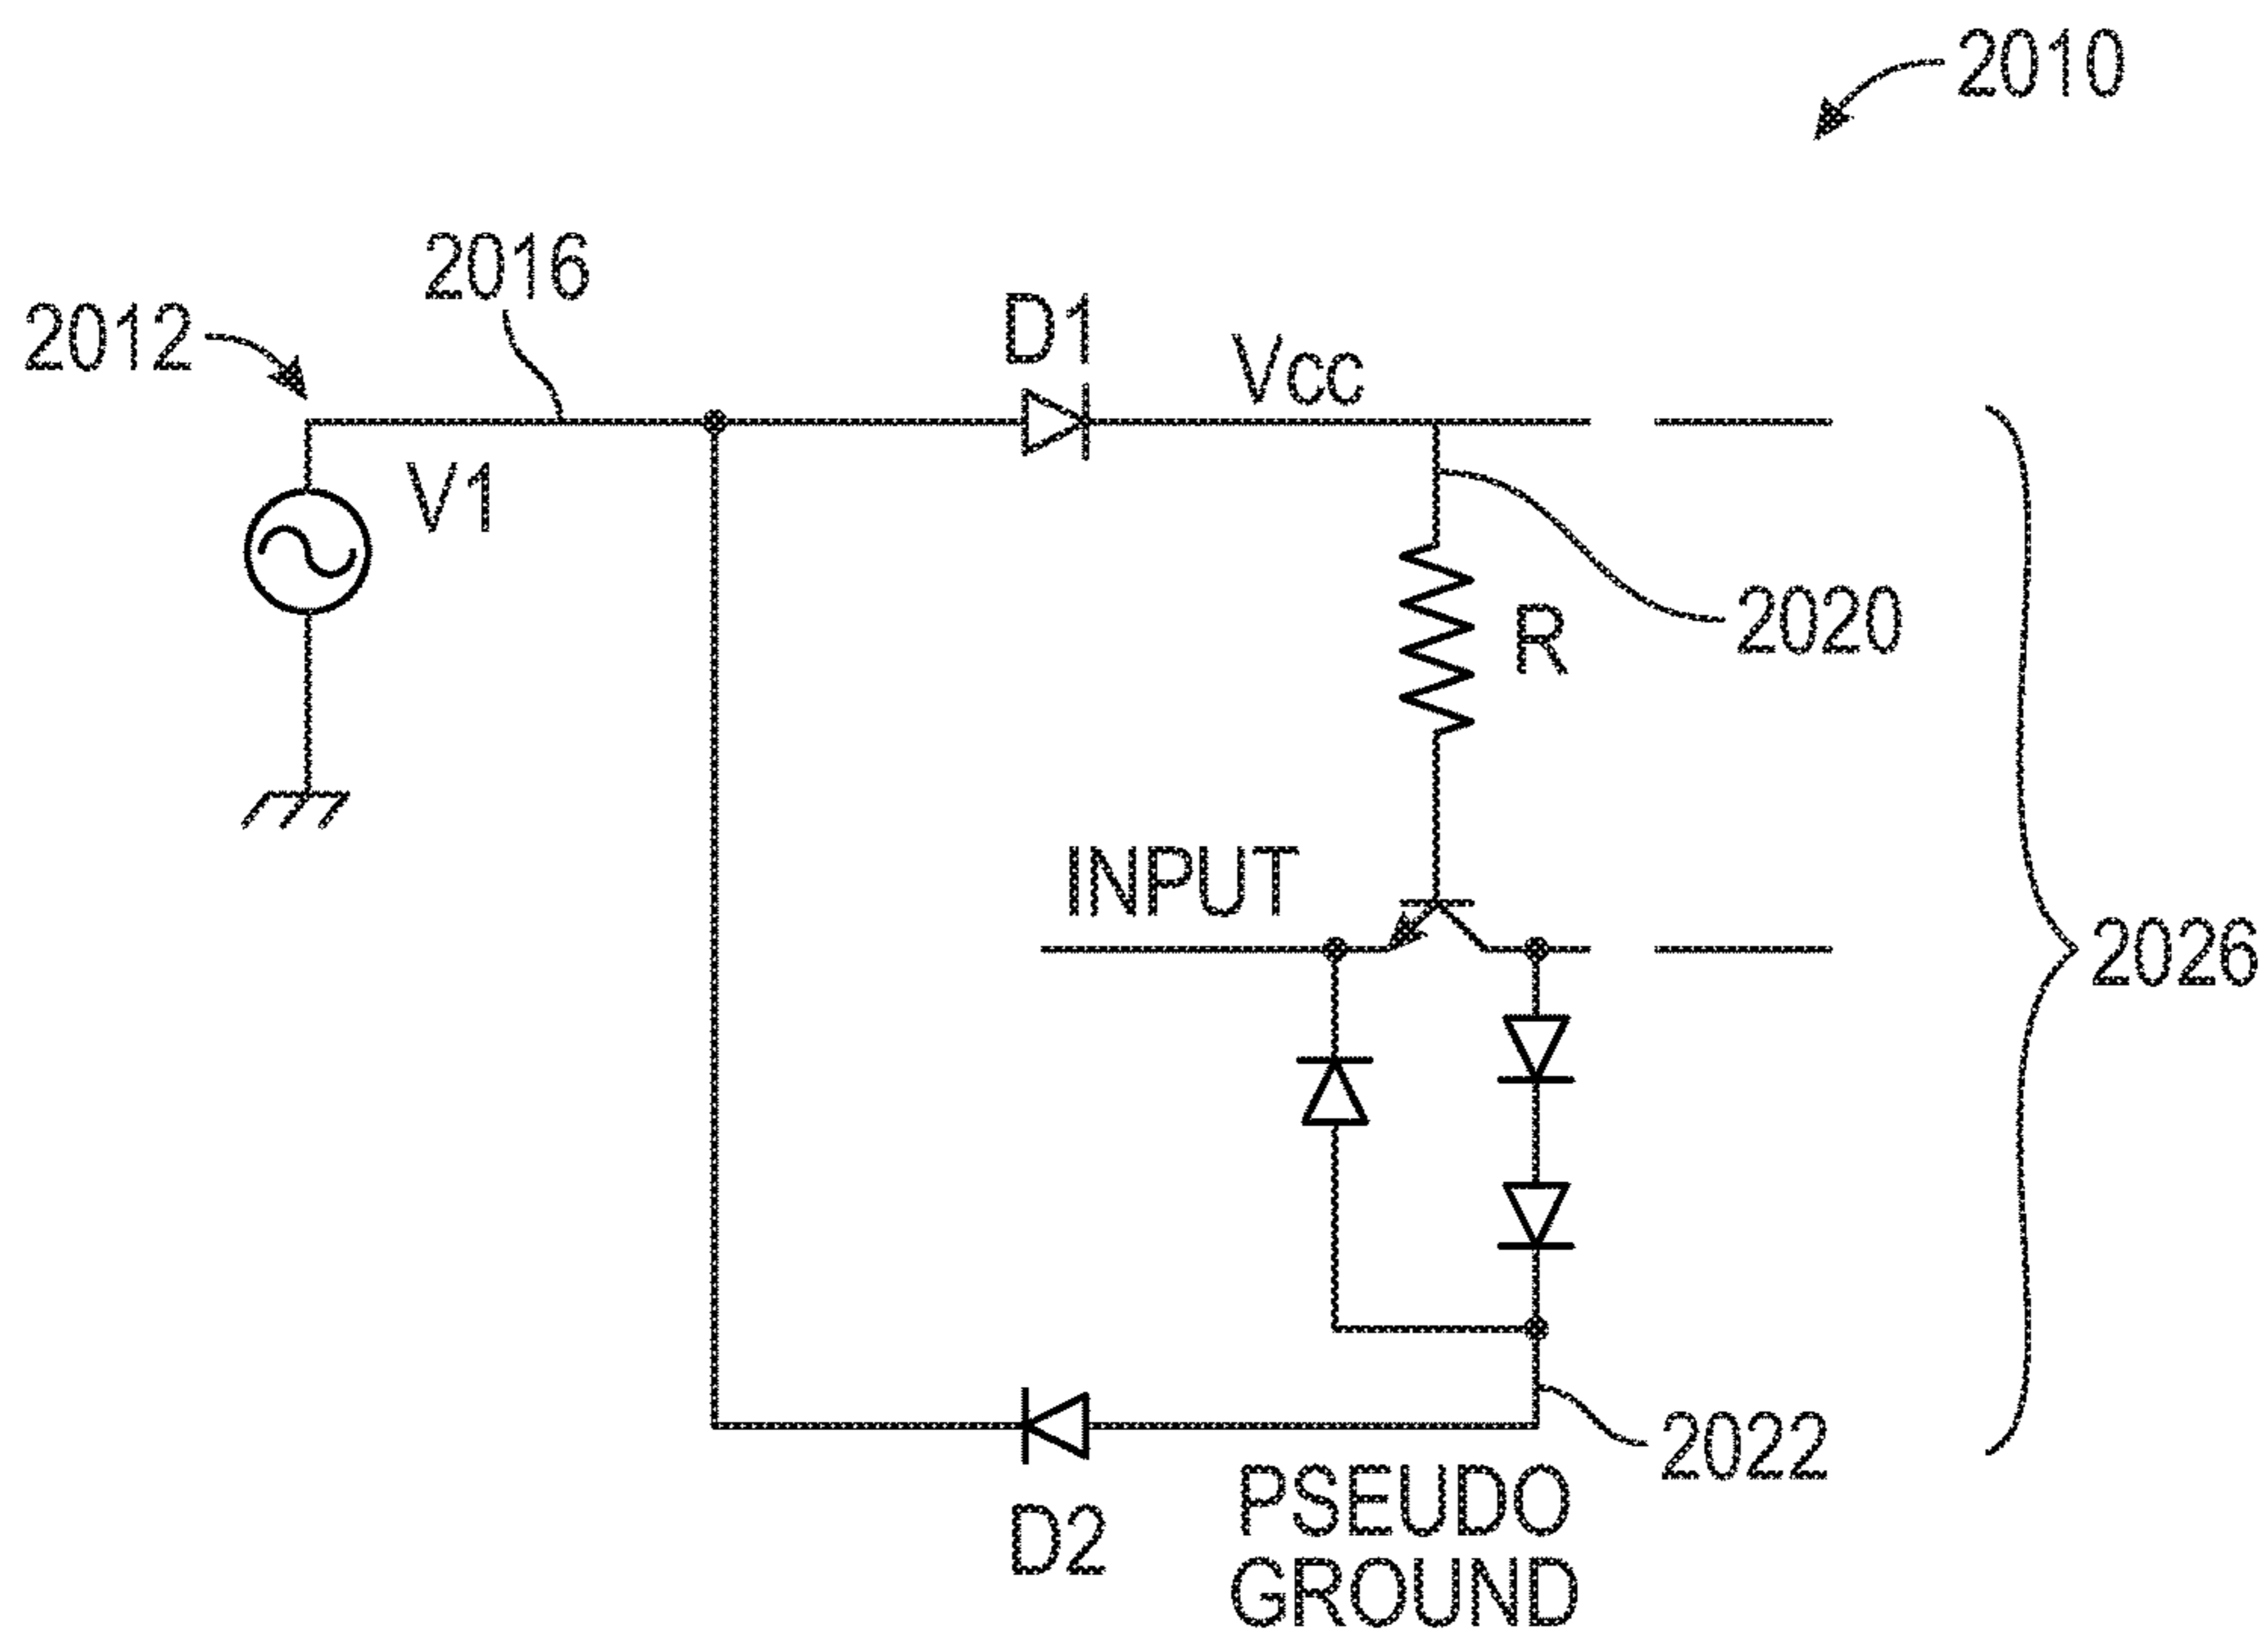 2010
2016
2012
D1
Vcc
V1
2020
R
INPUT
2026
2022
D2
PSEUDO
GROUND